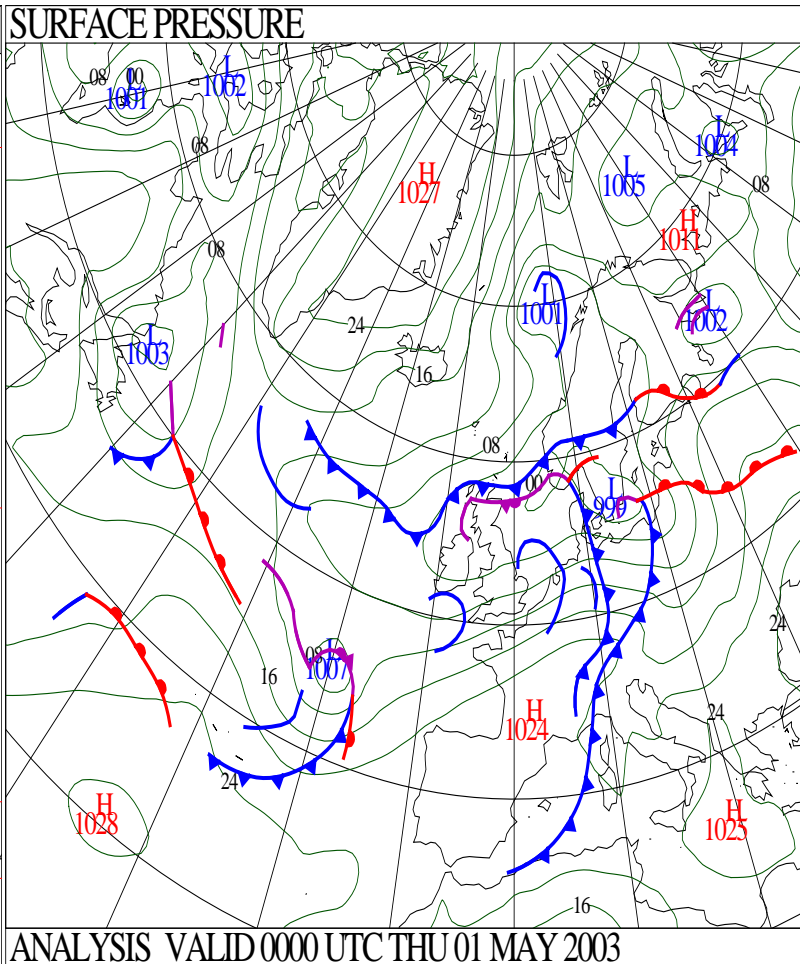 SURFACE PRESSURE
08 00
L
1001
L
1002
L
1004
08
H
1027
L
1005
08
H
1011
08
L
1001
L
1002
24
L
1003
16
08
00
L
999
24
08
L
1007
16
24
H
1024
24
H
1028
H
1025
16
ANALYSIS VALID 0000 UTC THU 01 MAY 2003